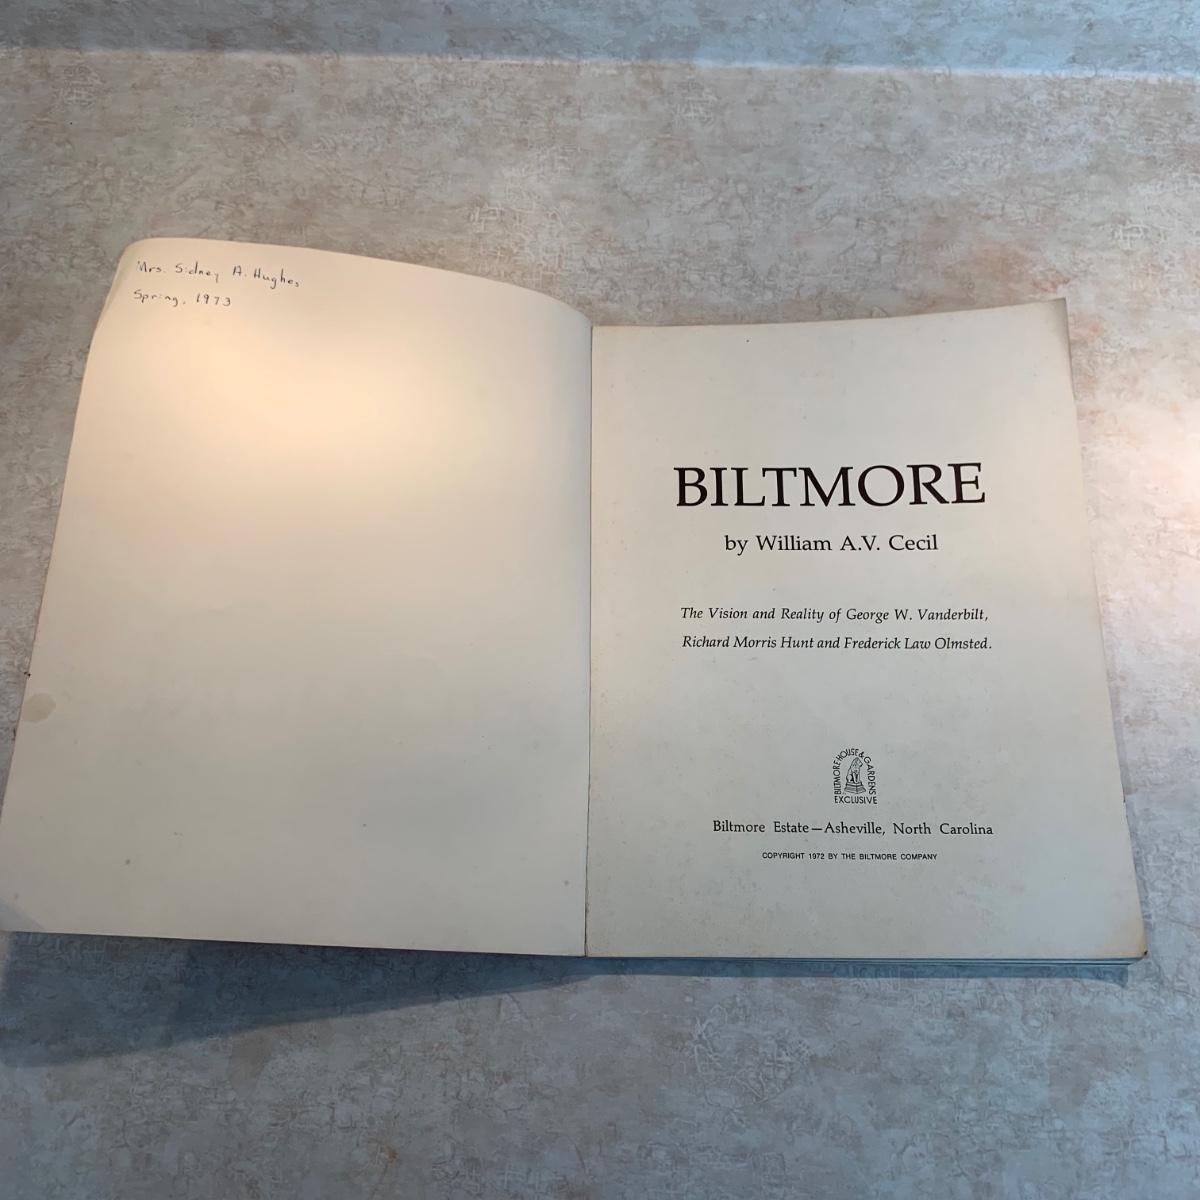 Mrs. Sidney A. Hughes
Spring, 1973
BILTMORE
by William A.V. Cecil
The Vision and Reality of George W. Vanderbilt,
Richard Morris Hunt and Frederick Law Olmsted.
BILTMORE HOUSE & GARDENS
EXCLUSIVE
Biltmore Estate—Asheville, North Carolina
COPYRIGHT 1972 BY THE BILTMORE COMPANY